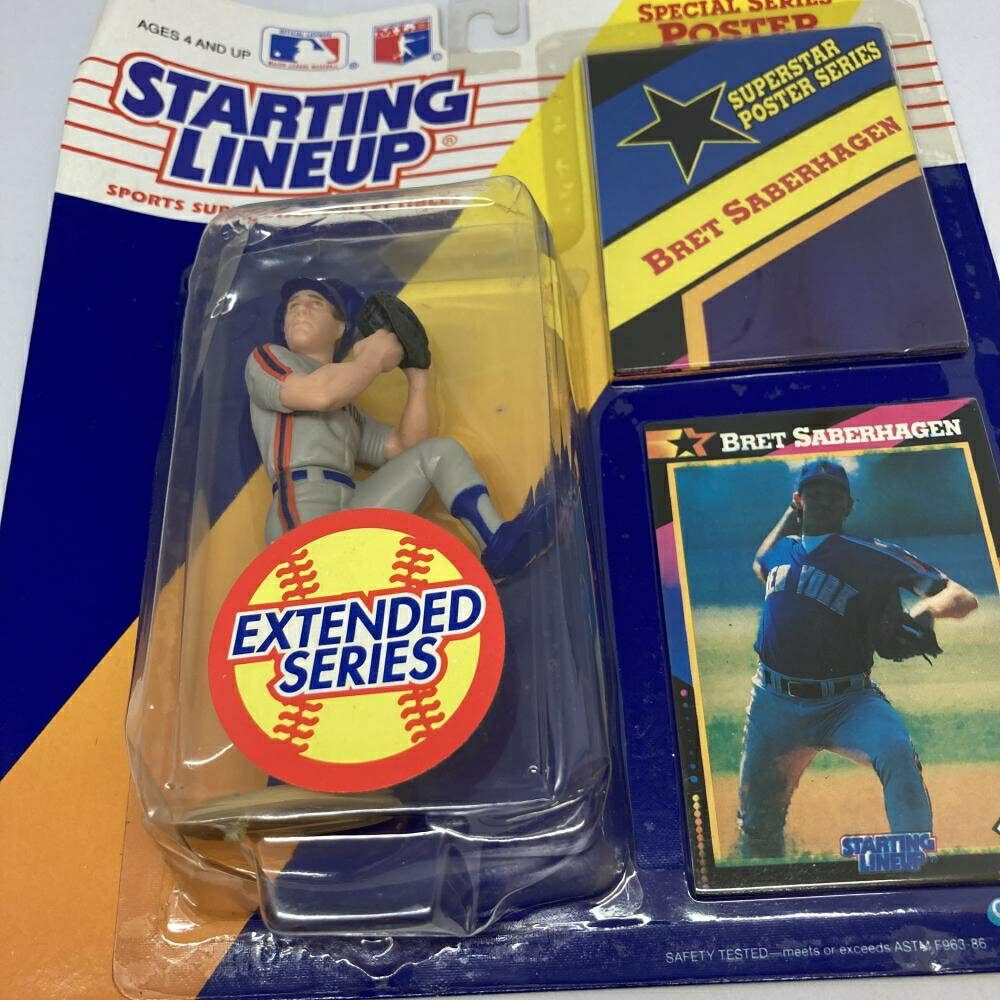 AGES 4 AND UP
STARTING
LINEUP®
SPORTS
SPECIAL SERIES
POSTER
SUPERSTAR
POSTER SERIES
BRET SABERHAGEN
BRET SABERHAGEN
NEW YORK
STARTING
LINEUP
EXTENDED
SERIES
SAFETY TESTED—meets or exceeds ASTM F963-86